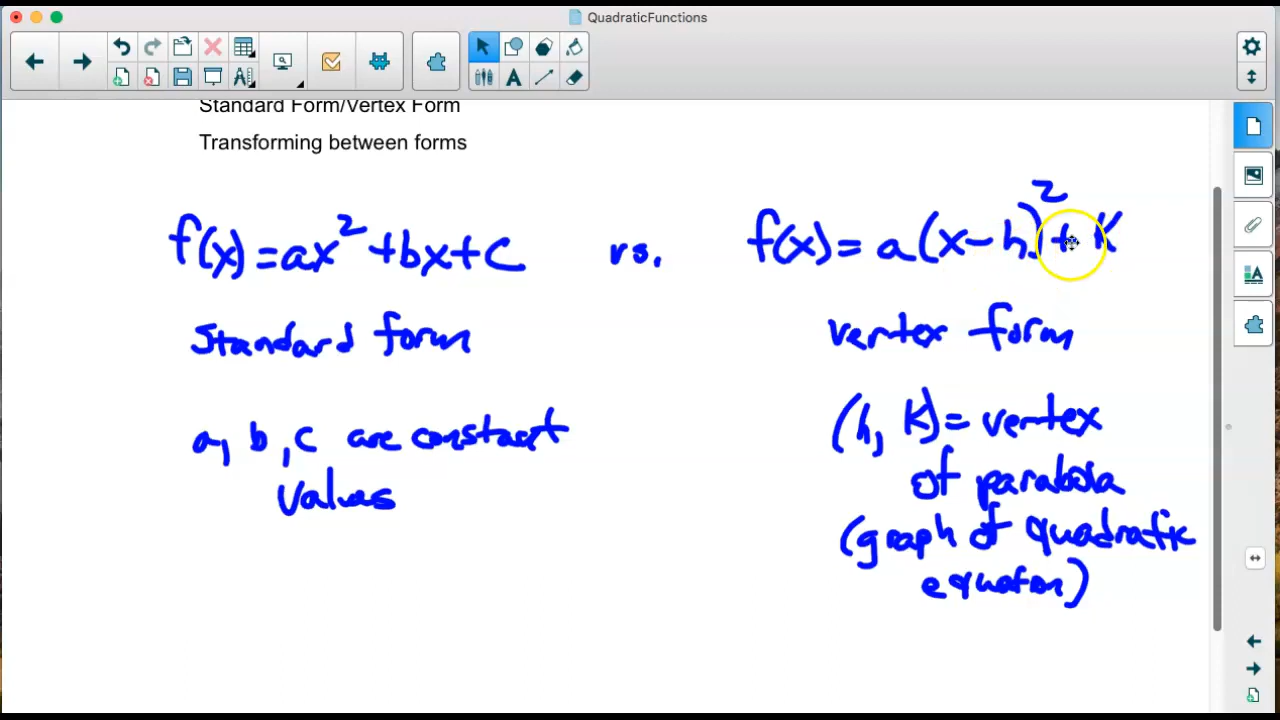 QuadraticFunctions
Standard Form/Vertex Form
Transforming between forms
f(x) = ax² + bx + c vs. f(x) = a(x-h)² + K
Standard form
vertex form
a, b, c are constant
values
(h, K) = vertex
of parabola
(graph of quadratic
equation)